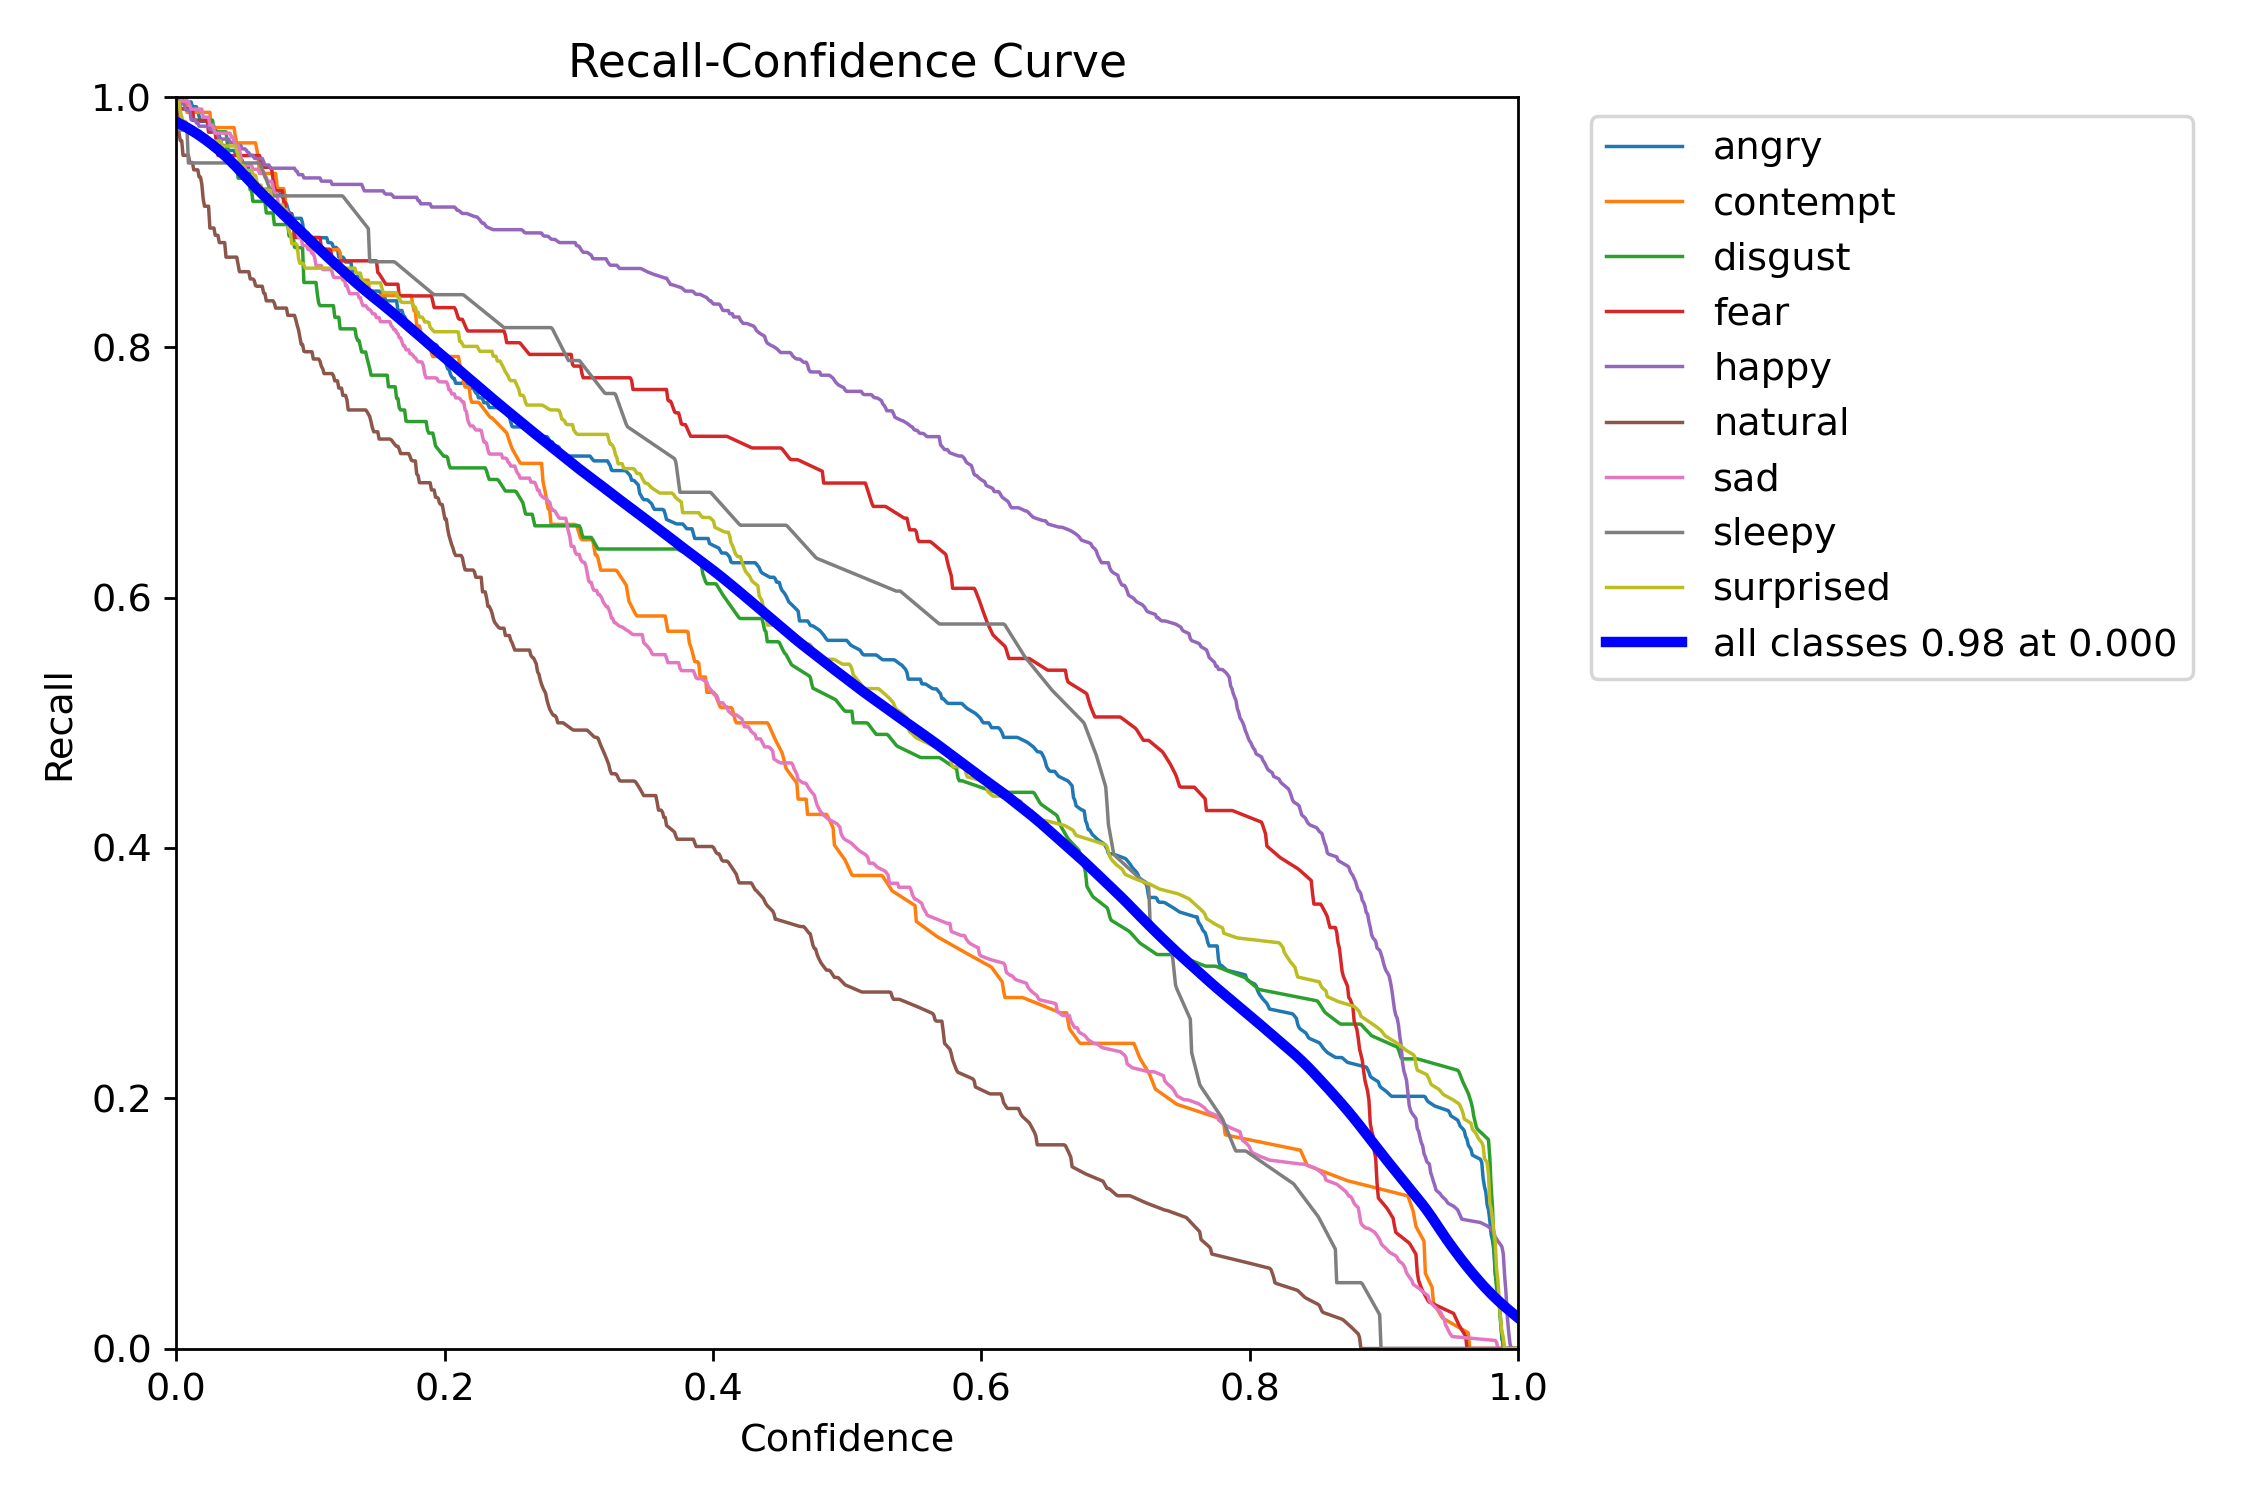 Recall-Confidence Curve
1.0
0.8
0.6
0.4
0.2
0.0
Recall
0.0 0.2 0.4 0.6 0.8 1.0
Confidence
angry
contempt
disgust
fear
happy
natural
sad
sleepy
surprised
all classes 0.98 at 0.000